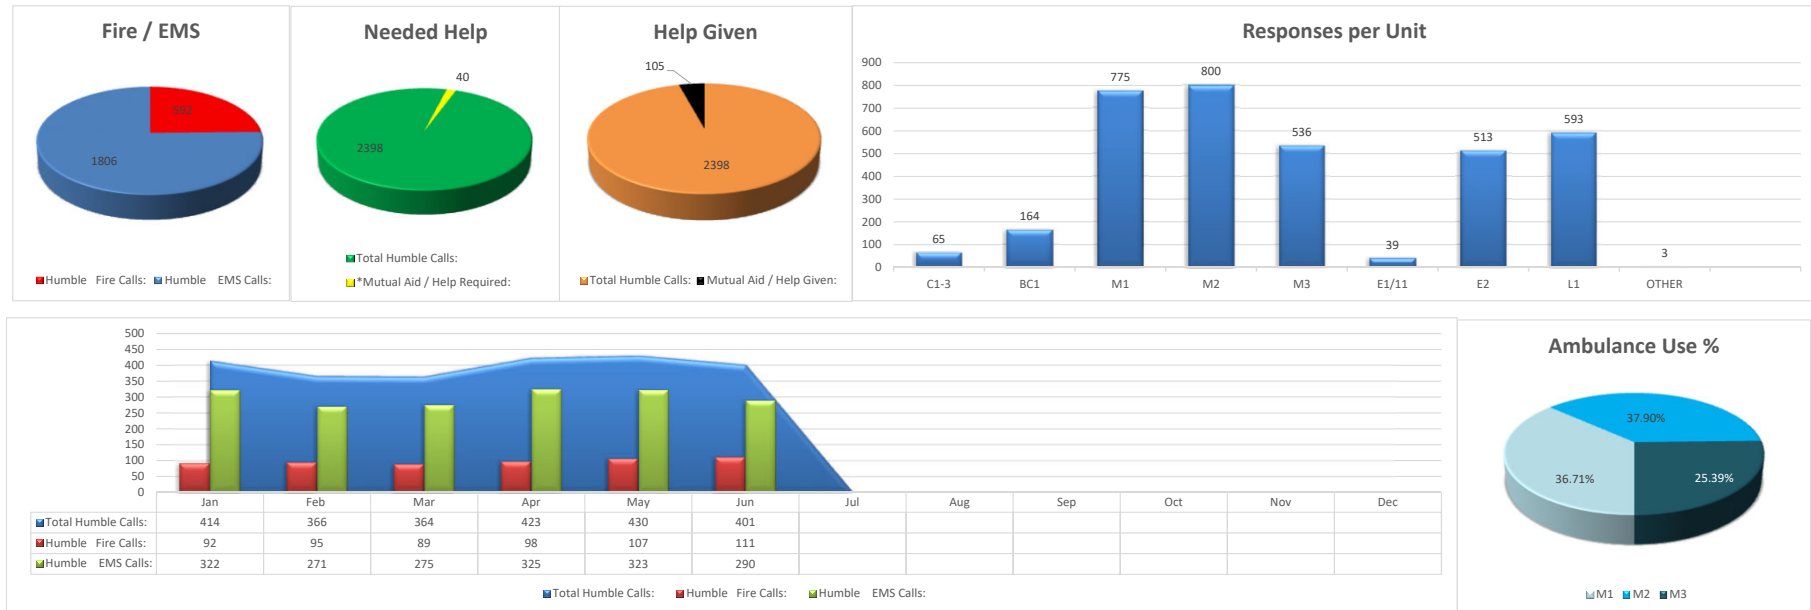 Fire / EMS
592
1806
Humble Fire Calls: Humble EMS Calls:
Needed Help
40
2398
Total Humble Calls:
*Mutual Aid / Help Required:
Help Given
105
2398
Total Humble Calls: Mutual Aid / Help Given:
Responses per Unit
900
800
700
600
500
400
300
200
100
0
65
164
775
800
536
39
513
593
3
C1-3 BC1 M1 M2 M3 E1/11 E2 L1 OTHER
500
450
400
350
300
250
200
150
100
50
0
Jan Feb Mar Apr May Jun Jul Aug Sep Oct Nov Dec
Total Humble Calls: 414 366 364 423 430 401
Humble Fire Calls: 92 95 89 98 107 111
Humble EMS Calls: 322 271 275 325 323 290
Total Humble Calls: Humble Fire Calls: Humble EMS Calls:
Ambulance Use %
37.90%
36.71%
25.39%
M1 M2 M3